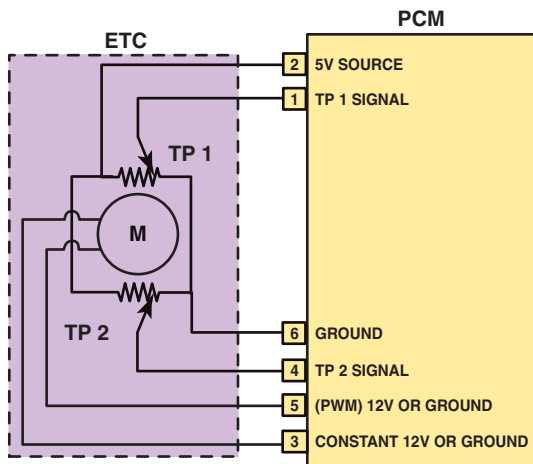 PCM
ETC
2 5V SOURCE
1 TP 1 SIGNAL
TP 1
M
TP 2
6 GROUND
4 TP 2 SIGNAL
5 (PWM) 12V OR GROUND
3 CONSTANT 12V OR GROUND